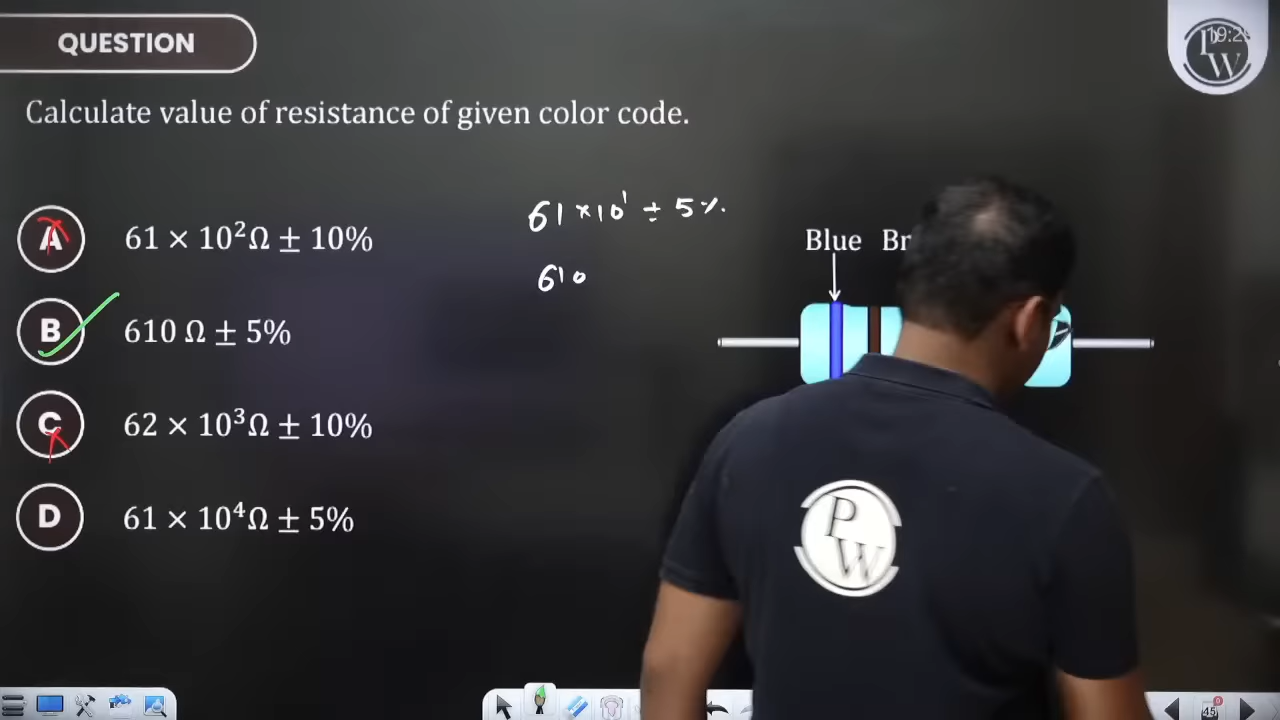 QUESTION
Calculate value of resistance of given color code.
A 61 × 10²Ω ± 10%
B 610 Ω ± 5%
C 62 × 10³Ω ± 10%
D 61 × 10⁴Ω ± 5%
61 × 10¹ ± 5%.
610
Blue Br
P
W
P
W
45